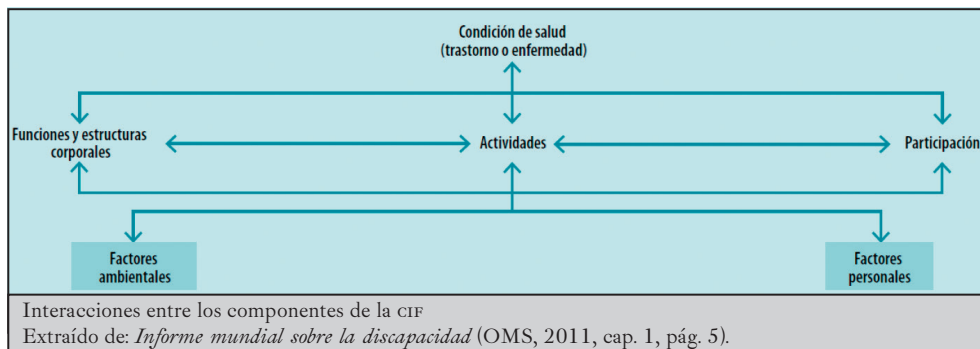 Condición de salud
(trastorno o enfermedad)
Funciones y estructuras
corporales
Actividades
Participación
Factores
ambientales
Factores
personales
Interacciones entre los componentes de la CIF
Extraído de: Informe mundial sobre la discapacidad (OMS, 2011, cap. 1, pág. 5).